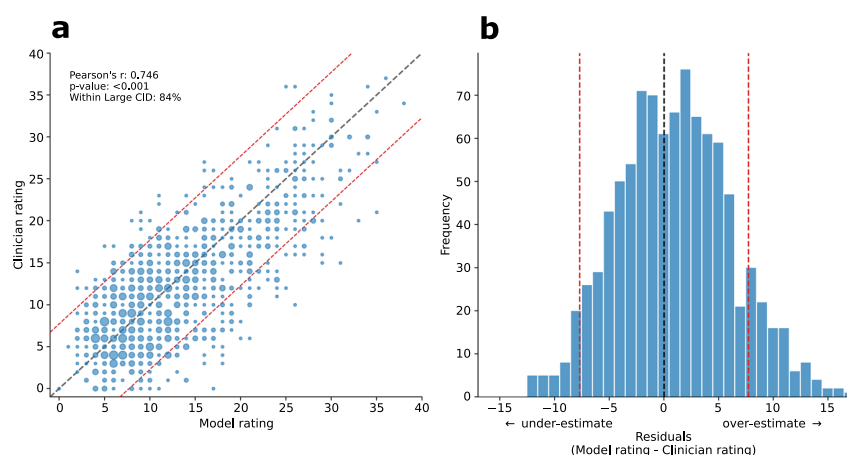 a
Pearson's r: 0.746
p-value: <0.001
Within Large CID: 84%
Clinician rating
40
35
30
25
20
15
10
5
0
0 5 10 15 20 25 30 35 40
Model rating
b
Frequency
70
60
50
40
30
20
10
0
−15 −10 −5 0 5 10 15
← under-estimate over-estimate →
Residuals
(Model rating - Clinician rating)